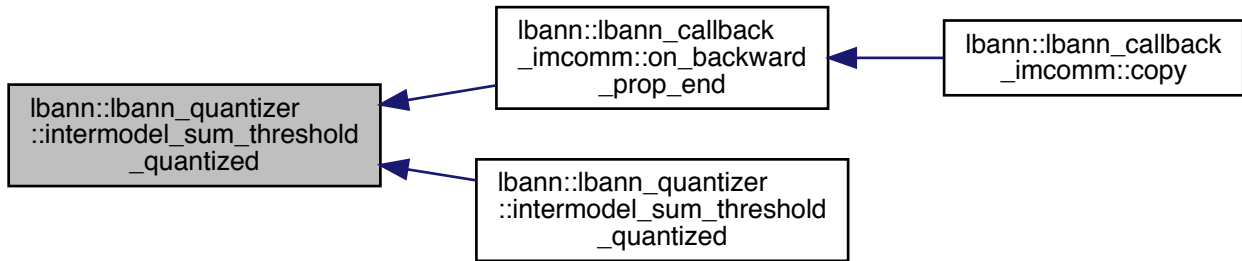 lbann::lbann_quantizer
::intermodel_sum_threshold
_quantized
lbann::lbann_callback
_imcomm::on_backward
_prop_end
lbann::lbann_callback
_imcomm::copy
lbann::lbann_quantizer
::intermodel_sum_threshold
_quantized